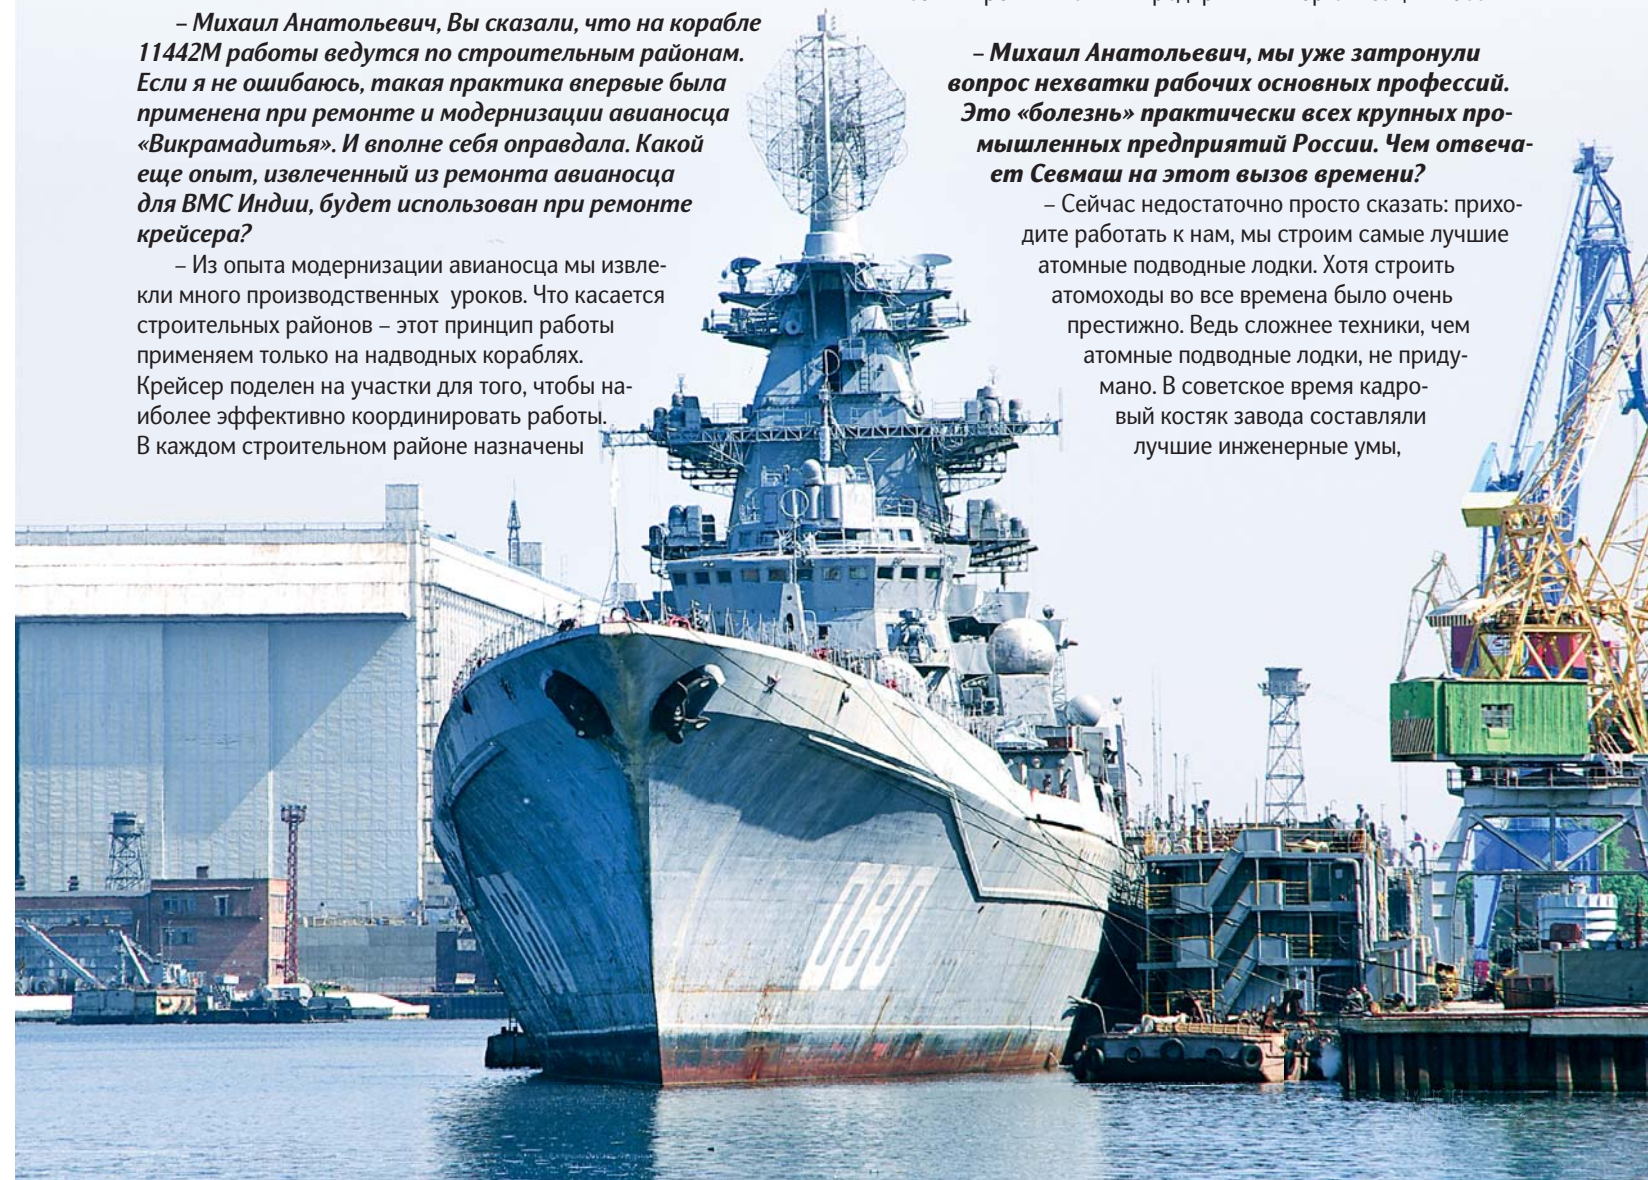 – Михаил Анатольевич, Вы сказали, что на корабле
11442М работы ведутся по строительным районам.
Если я не ошибаюсь, такая практика впервые была
применена при ремонте и модернизации авианосца
«Викрамадитья». И вполне себя оправдала. Какой
еще опыт, извлеченный из ремонта авианосца
для ВМС Индии, будет использован при ремонте
крейсера?
– Из опыта модернизации авианосца мы извле-
кли много производственных уроков. Что касается
строительных районов – этот принцип работы
применяем только на надводных кораблях.
Крейсер поделен на участки для того, чтобы на-
иболее эффективно координировать работы.
В каждом строительном районе назначены
– Михаил Анатольевич, мы уже затронули
вопрос нехватки рабочих основных профессий.
Это «болезнь» практически всех крупных про-
мышленных предприятий России. Чем отвеча-
ет Севмаш на этот вызов времени?
– Сейчас недостаточно просто сказать: прихо-
дите работать к нам, мы строим самые лучшие
атомные подводные лодки. Хотя строить
атомоходы во все времена было очень
престижно. Ведь сложнее техники, чем
атомные подводные лодки, не приду-
мано. В советское время кадро-
вый костяк завода составляли
лучшие инженерные умы,
080
080